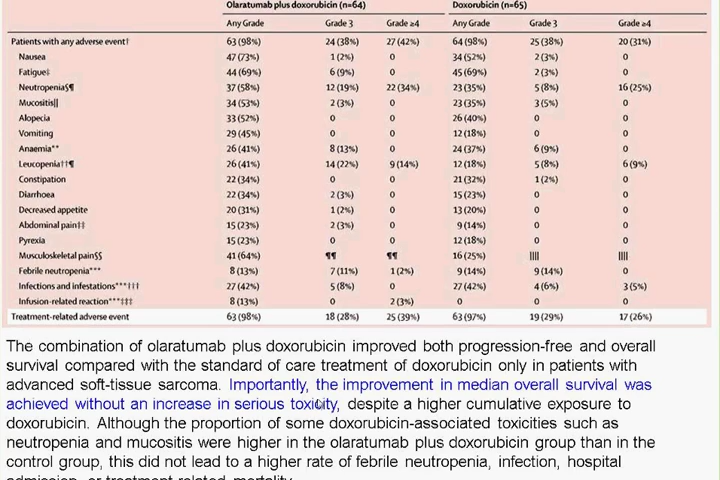 Olaratumab plus doxorubicin (n=64) Doxorubicin (n=65)
Any Grade Grade 3 Grade ≥4 Any Grade Grade 3 Grade ≥4
Patients with any adverse event† 63 (98%) 24 (38%) 27 (42%) 64 (98%) 25 (38%) 20 (31%)
Nausea 47 (73%) 1 (2%) 0 34 (52%) 2 (3%) 0
Fatigue‡ 44 (69%) 6 (9%) 0 45 (69%) 2 (3%) 0
Neutropenia§¶ 37 (58%) 12 (19%) 22 (34%) 23 (35%) 5 (8%) 16 (25%)
Mucositis|| 34 (53%) 2 (3%) 0 23 (35%) 3 (5%) 0
Alopecia 33 (52%) 0 0 26 (40%) 0 0
Vomiting 29 (45%) 0 0 12 (18%) 0 0
Anaemia** 26 (41%) 8 (13%) 0 24 (37%) 6 (9%) 0
Leucopenia††¶ 26 (41%) 14 (22%) 9 (14%) 12 (18%) 5 (8%) 6 (9%)
Constipation 22 (34%) 0 0 21 (32%) 1 (2%) 0
Diarrhoea 22 (34%) 2 (3%) 0 15 (23%) 0 0
Decreased appetite 20 (31%) 1 (2%) 0 13 (20%) 0 0
Abdominal pain‡‡ 15 (23%) 2 (3%) 0 9 (14%) 0 0
Pyrexia 15 (23%) 0 0 12 (18%) 0 0
Musculoskeletal pain§§ 41 (64%) ¶¶ ¶¶ 16 (25%) |||| ||||
Febrile neutropenia*** 8 (13%) 7 (11%) 1 (2%) 9 (14%) 9 (14%) 0
Infections and infestations***††† 27 (42%) 5 (8%) 0 27 (42%) 4 (6%) 3 (5%)
Infusion-related reaction***‡‡‡ 8 (13%) 0 2 (3%) 0 0 0
Treatment-related adverse event 63 (98%) 18 (28%) 25 (39%) 63 (97%) 19 (29%) 17 (26%)
The combination of olaratumab plus doxorubicin improved both progression-free and overall
survival compared with the standard of care treatment of doxorubicin only in patients with
advanced soft-tissue sarcoma. Importantly, the improvement in median overall survival was
achieved without an increase in serious toxicity, despite a higher cumulative exposure to
doxorubicin. Although the proportion of some doxorubicin-associated toxicities such as
neutropenia and mucositis were higher in the olaratumab plus doxorubicin group than in the
control group, this did not lead to a higher rate of febrile neutropenia, infection, hospital
admission, or treatment-related mortality.